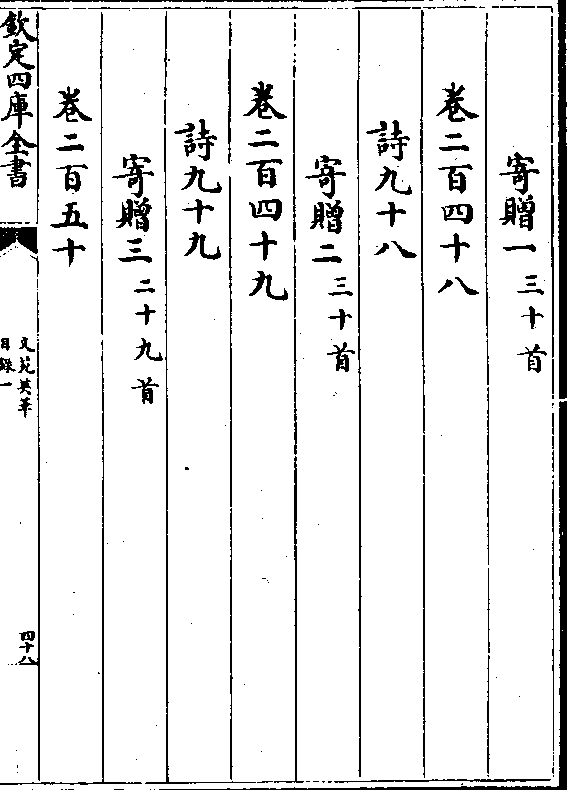 寄贈一三十首
卷二百四十八
詩九十八
寄贈二三十首
卷二百四十九
詩九十九
寄贈三二十九首
卷二百五十
欽定四庫全書
文苑英華
目錄一
四十八